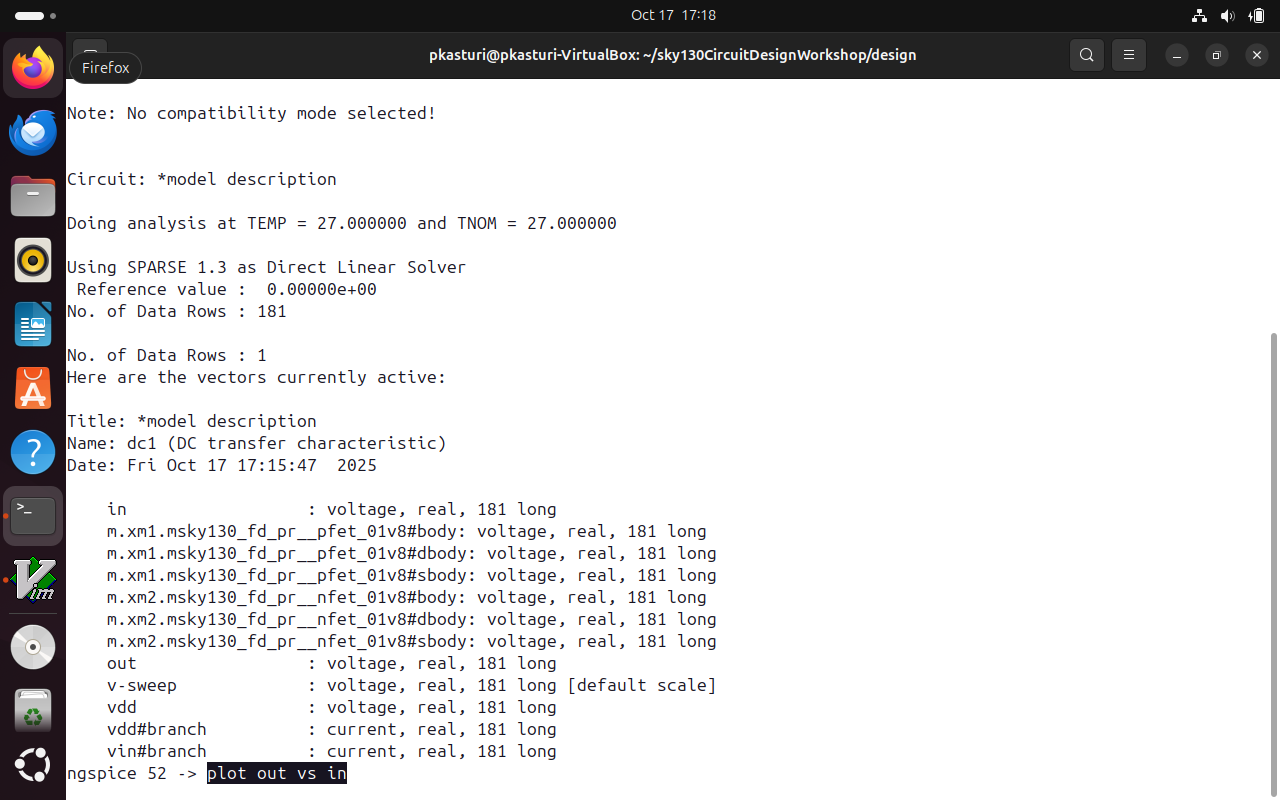 Oct 17 17:18
pkasturi@pkasturi-VirtualBox: ~/sky130CircuitDesignWorkshop/design
Firefox
Note: No compatibility mode selected!
Circuit: *model description
Doing analysis at TEMP = 27.000000 and TNOM = 27.000000
Using SPARSE 1.3 as Direct Linear Solver
Reference value :  0.00000e+00
No. of Data Rows : 181
No. of Data Rows : 1
Here are the vectors currently active:
Title: *model description
Name: dc1 (DC transfer characteristic)
Date: Fri Oct 17 17:15:47  2025
in                  : voltage, real, 181 long
m.xm1.msky130_fd_pr__pfet_01v8#body: voltage, real, 181 long
m.xm1.msky130_fd_pr__pfet_01v8#dbody: voltage, real, 181 long
m.xm1.msky130_fd_pr__pfet_01v8#sbody: voltage, real, 181 long
m.xm2.msky130_fd_pr__nfet_01v8#body: voltage, real, 181 long
m.xm2.msky130_fd_pr__nfet_01v8#dbody: voltage, real, 181 long
m.xm2.msky130_fd_pr__nfet_01v8#sbody: voltage, real, 181 long
out                 : voltage, real, 181 long
v-sweep             : voltage, real, 181 long [default scale]
vdd                 : voltage, real, 181 long
vdd#branch          : current, real, 181 long
vin#branch          : current, real, 181 long
ngspice 52 -> plot out vs in
>_
A
?
Vim